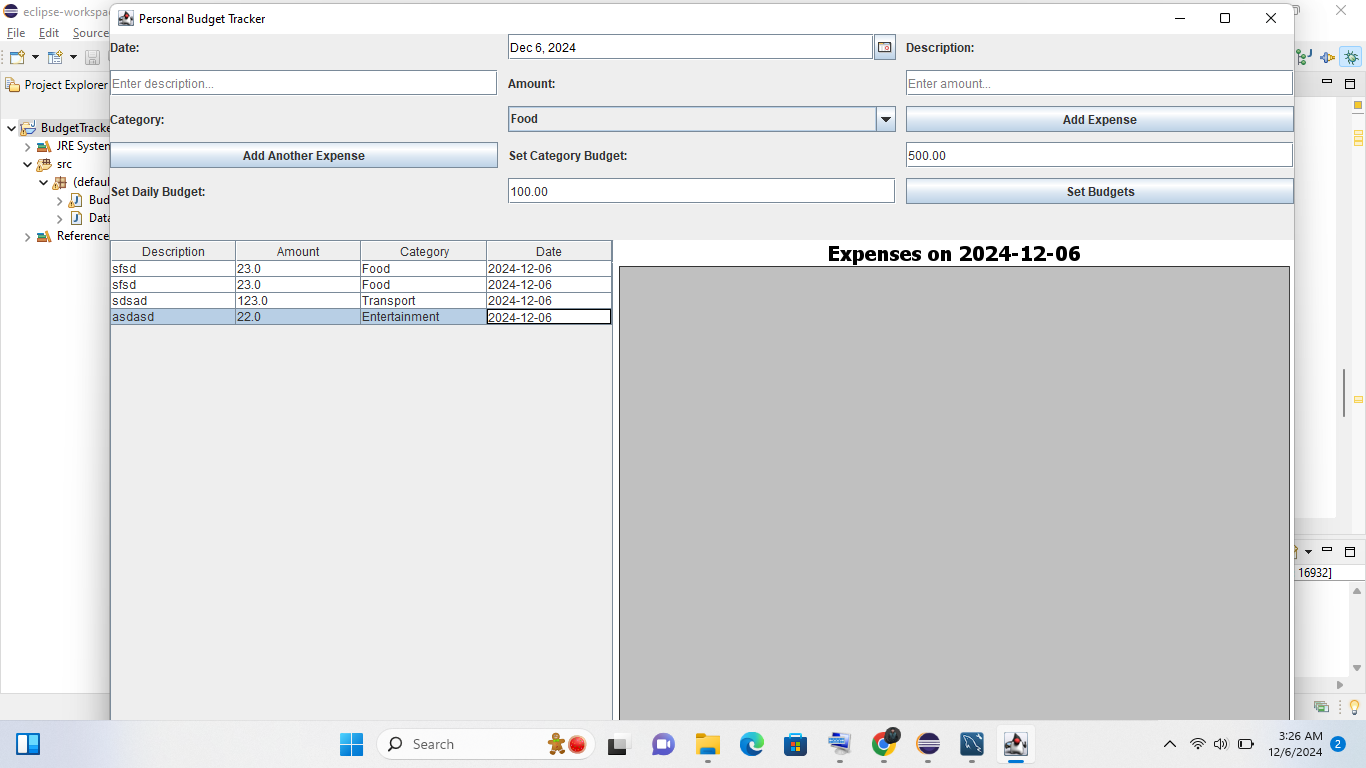 eclipse-workspac
Personal Budget Tracker
File Edit Source
Date:
Dec 6, 2024
Description:
Project Explorer
Enter description...
Amount:
Enter amount...
Category:
Food
Add Expense
BudgetTracke
JRE System
Add Another Expense
Set Category Budget:
500.00
src
(defau
Set Daily Budget:
100.00
Set Budgets
Bud
Data
Reference
Description Amount Category Date
sfsd 23.0 Food 2024-12-06
sfsd 23.0 Food 2024-12-06
sdsad 123.0 Transport 2024-12-06
asdasd 22.0 Entertainment 2024-12-06
Expenses on 2024-12-06
16932]
Search
3:26 AM
12/6/2024
2